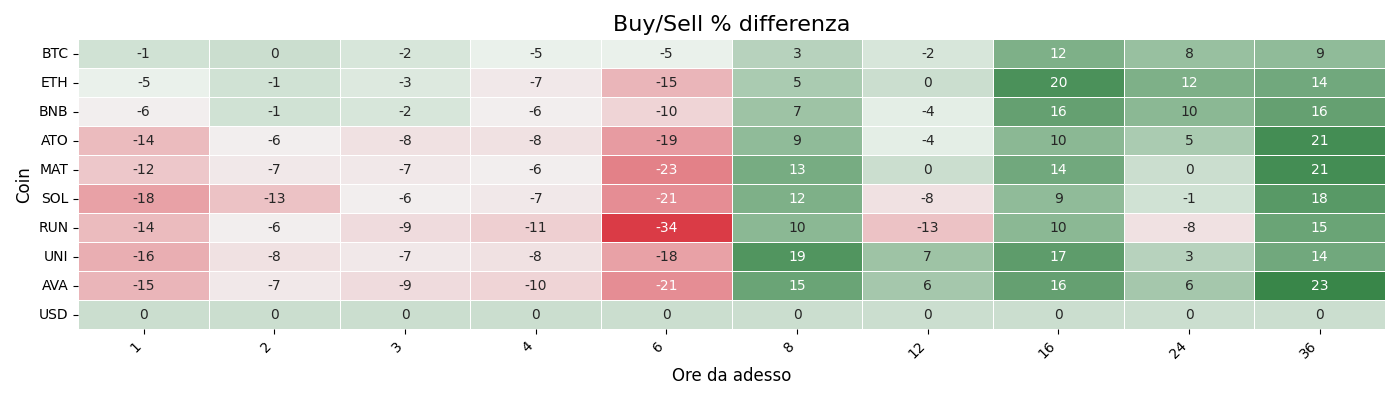 Buy/Sell % differenza
BTC -1 0 -2 -5 -5 3 -2 12 8 9
ETH -5 -1 -3 -7 -15 5 0 20 12 14
BNB -6 -1 -2 -6 -10 7 -4 16 10 16
ATO -14 -6 -8 -8 -19 9 -4 10 5 21
MAT -12 -7 -7 -6 -23 13 0 14 0 21
SOL -18 -13 -6 -7 -21 12 -8 9 -1 18
RUN -14 -6 -9 -11 -34 10 -13 10 -8 15
UNI -16 -8 -7 -8 -18 19 7 17 3 14
AVA -15 -7 -9 -10 -21 15 6 16 6 23
USD 0 0 0 0 0 0 0 0 0 0
1 2 3 4 6 8 12 16 24 36
Coin
Ore da adesso